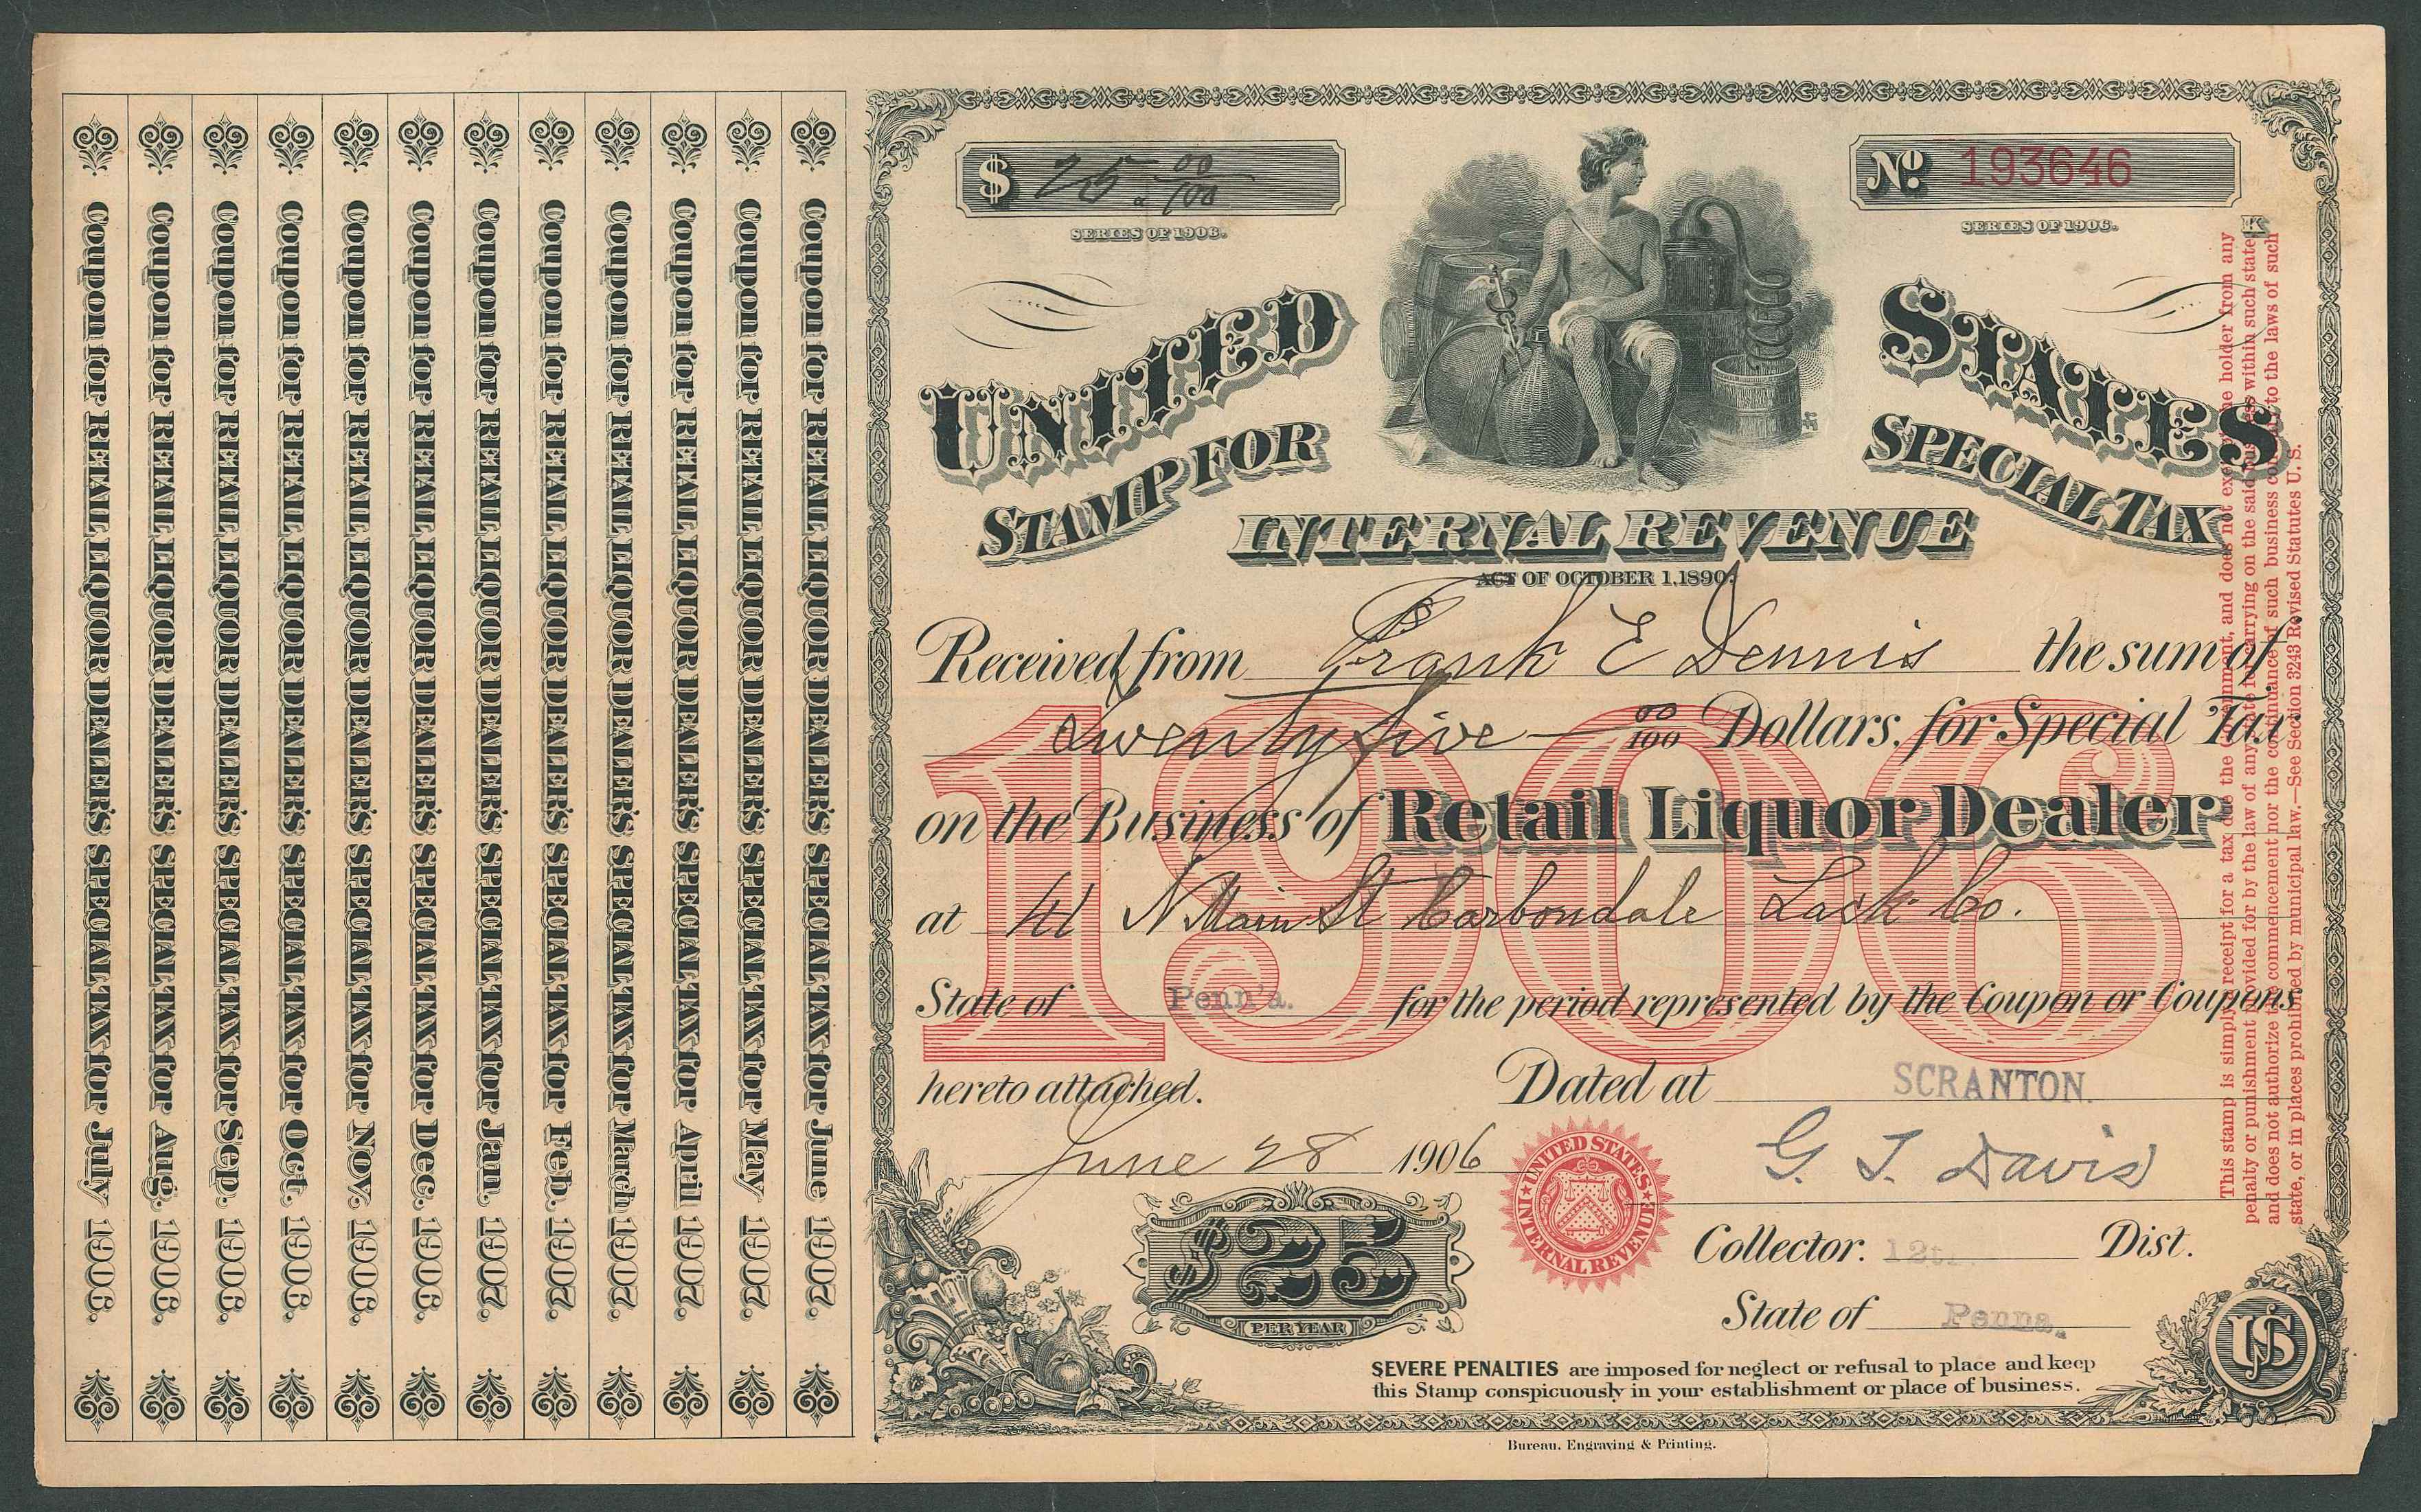 Coupon for RETAIL LIQUOR DEALER'S SPECIAL TAX for July 1906.
Coupon for RETAIL LIQUOR DEALER'S SPECIAL TAX for Aug. 1906.
Coupon for RETAIL LIQUOR DEALER'S SPECIAL TAX for Sep. 1906.
Coupon for RETAIL LIQUOR DEALER'S SPECIAL TAX for Oct. 1906.
Coupon for RETAIL LIQUOR DEALER'S SPECIAL TAX for Nov. 1906.
Coupon for RETAIL LIQUOR DEALER'S SPECIAL TAX for Dec. 1906.
Coupon for RETAIL LIQUOR DEALER'S SPECIAL TAX for Jan. 1907.
Coupon for RETAIL LIQUOR DEALER'S SPECIAL TAX for Feb. 1907.
Coupon for RETAIL LIQUOR DEALER'S SPECIAL TAX for March 1907.
Coupon for RETAIL LIQUOR DEALER'S SPECIAL TAX for April 1907.
Coupon for RETAIL LIQUOR DEALER'S SPECIAL TAX for May 1907.
Coupon for RETAIL LIQUOR DEALER'S SPECIAL TAX for June 1907.
$ 25.00/100
No. 193646
SERIES OF 1906.
SERIES OF 1906.
K
UNITED STATES
STAMP FOR SPECIAL TAX
INTERNAL REVENUE
ACT OF OCTOBER 1, 1890.
Received from Frank E Dennis the sum of
Twenty five 00/100 Dollars, for Special Tax
on the Business of Retail Liquor Dealer
1906
at 41 N Main St Carbondale Lack Co.
State of Penn'a. for the period represented by the Coupon or Coupons
hereto attached. Dated at SCRANTON.
June 28 1906
G. T. Davis
UNITED STATES INTERNAL REVENUE
$25
PER YEAR
Collector. 12t. Dist.
State of Penna.
US
SEVERE PENALTIES are imposed for neglect or refusal to place and keep
this Stamp conspicuously in your establishment or place of business.
Bureau, Engraving & Printing.
This stamp is simply a receipt for a tax due the Government, and does not exempt the holder from any
penalty or punishment provided for by the law of any state for carrying on the said business within such state,
and does not authorize the commencement nor the continuance of such business contrary to the laws of such
state, or in places prohibited by municipal law.—See Section 3243 Revised Statutes U. S.